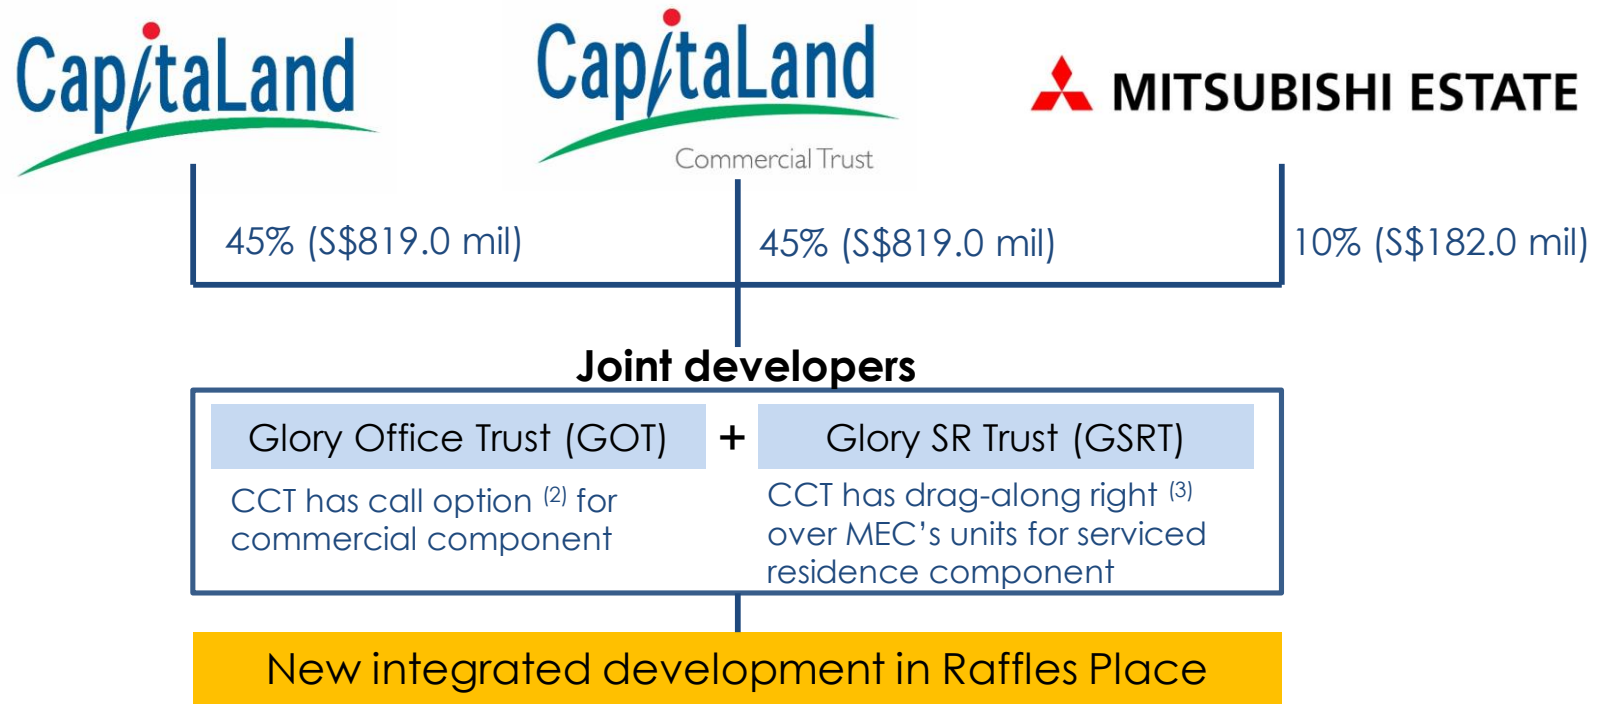 CapitaLand
CapitaLand
Commercial Trust
MITSUBISHI ESTATE
45% (S$819.0 mil)
45% (S$819.0 mil)
10% (S$182.0 mil)
Joint developers
Glory Office Trust (GOT)
+
Glory SR Trust (GSRT)
CCT has call option (2) for
commercial component
CCT has drag-along right (3)
over MEC’s units for serviced
residence component
New integrated development in Raffles Place